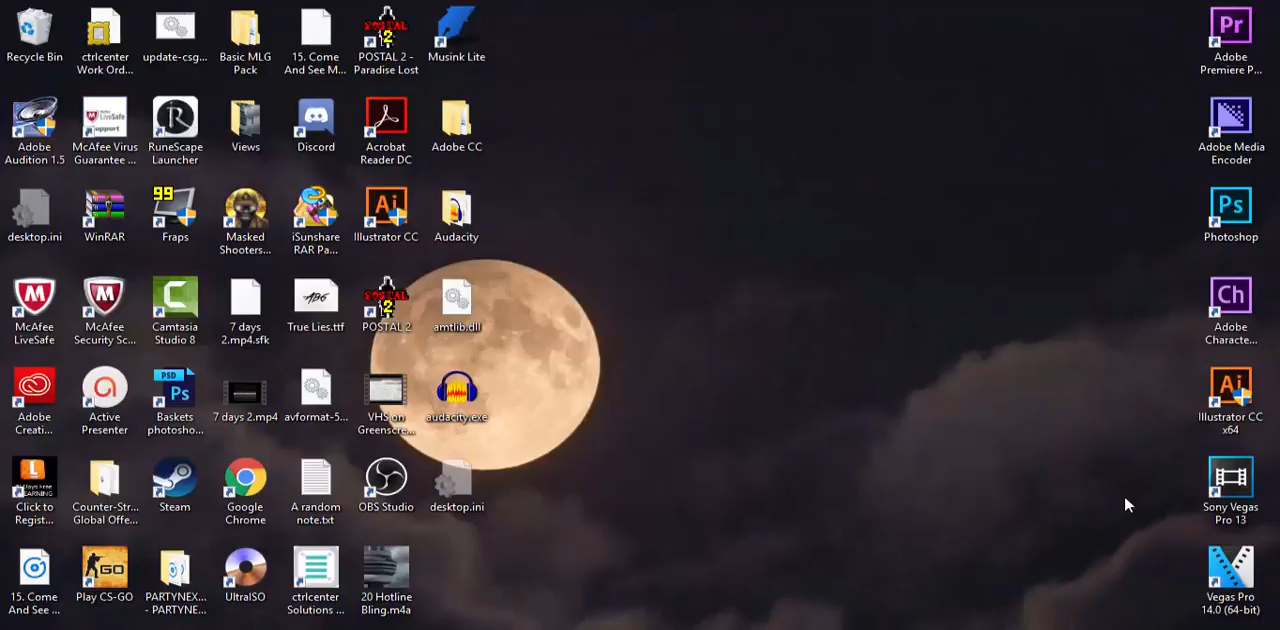 Recycle Bin
ctrlcenter
Work Ord...
update-csg...
Basic MLG
Pack
15. Come
And See M...
POSTAL 2 -
Paradise Lost
Musink Lite
Adobe
Premiere P...
Adobe
Audition 1.5
McAfee Virus
Guarantee ...
RuneScape
Launcher
Views
Discord
Acrobat
Reader DC
Adobe CC
Adobe Media
Encoder
desktop.ini
WinRAR
Fraps
Masked
Shooters...
iSunshare
RAR Pa...
Illustrator CC
Audacity
Photoshop
McAfee
LiveSafe
McAfee
Security Sc...
Camtasia
Studio 8
7 days
2.mp4.sfk
True Lies.ttf
POSTAL 2
amtlib.dll
Adobe
Characte...
Adobe
Creati...
Active
Presenter
Baskets
photosho...
7 days 2.mp4
avformat-5...
VHS on
Greenscre...
audacity.exe
Illustrator CC
x64
Click to
Regist...
Counter-Str...
Global Offe...
Steam
Google
Chrome
A random
note.txt
OBS Studio
desktop.ini
Sony Vegas
Pro 13
15. Come
And See ...
Play CS-GO
PARTYNEX...
- PARTYNE...
UltraISO
ctrlcenter
Solutions ...
20 Hotline
Bling.m4a
Vegas Pro
14.0 (64-bit)